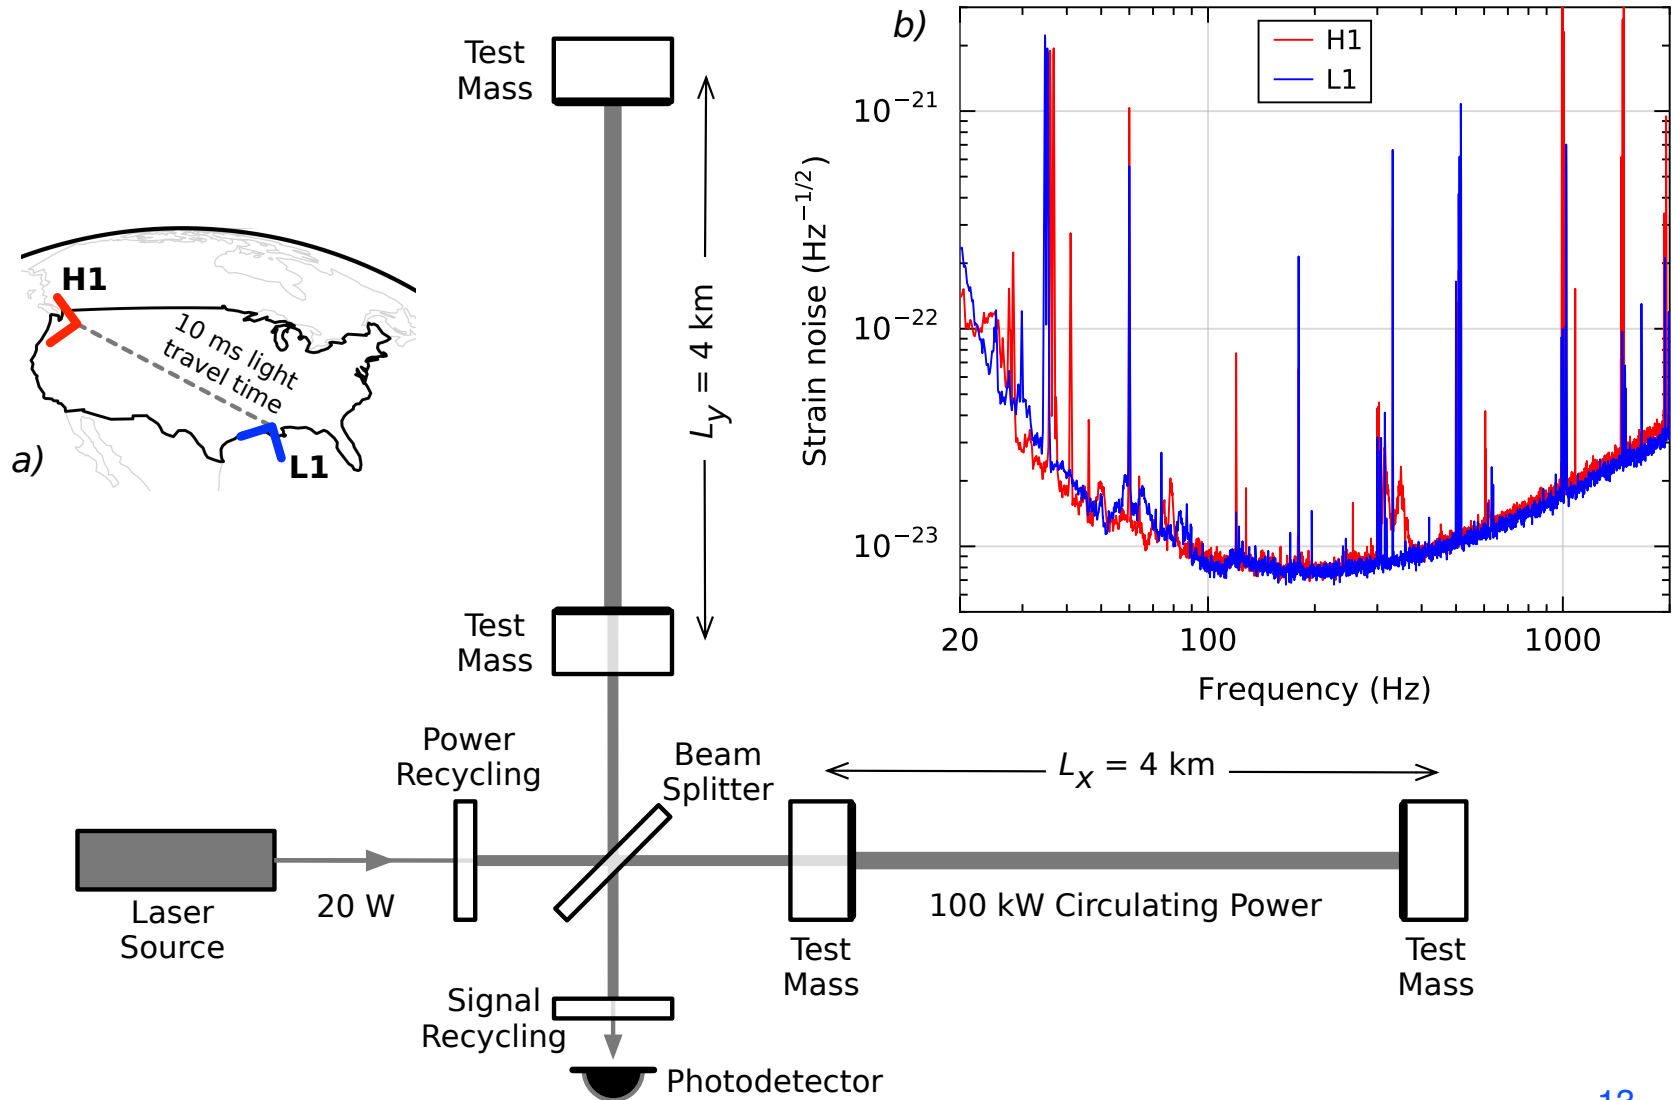 Test
Mass
L_y = 4 km
H1
10 ms light
travel time
L1
a)
Test
Mass
b)
H1
L1
Strain noise (Hz^{-1/2})
10^{-21}
10^{-22}
10^{-23}
20
100
1000
Frequency (Hz)
Power
Recycling
Beam
Splitter
L_x = 4 km
Laser
Source
20 W
100 kW Circulating Power
Test
Mass
Test
Mass
Signal
Recycling
Photodetector